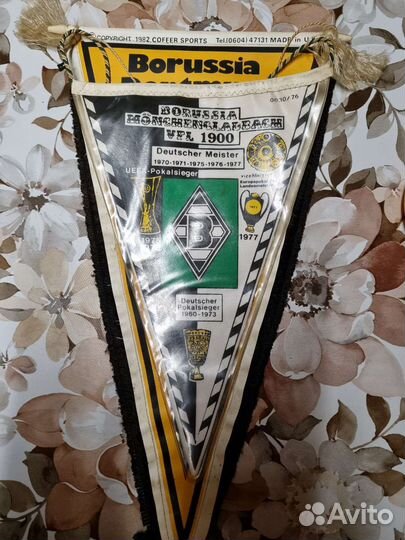 COPYRIGHT. 1982, COFEER SPORTS Tel.(0604) 47131 MADE in U.K
Borussia
BORUSSIA
MÖNCHENGLADBACH
VFL 1900
Deutscher Meister
1970-1971-1975-1976-1977
UEFA-Pokalsieger
1977
Deutscher
Pokalsieger
1960-1973
Avito